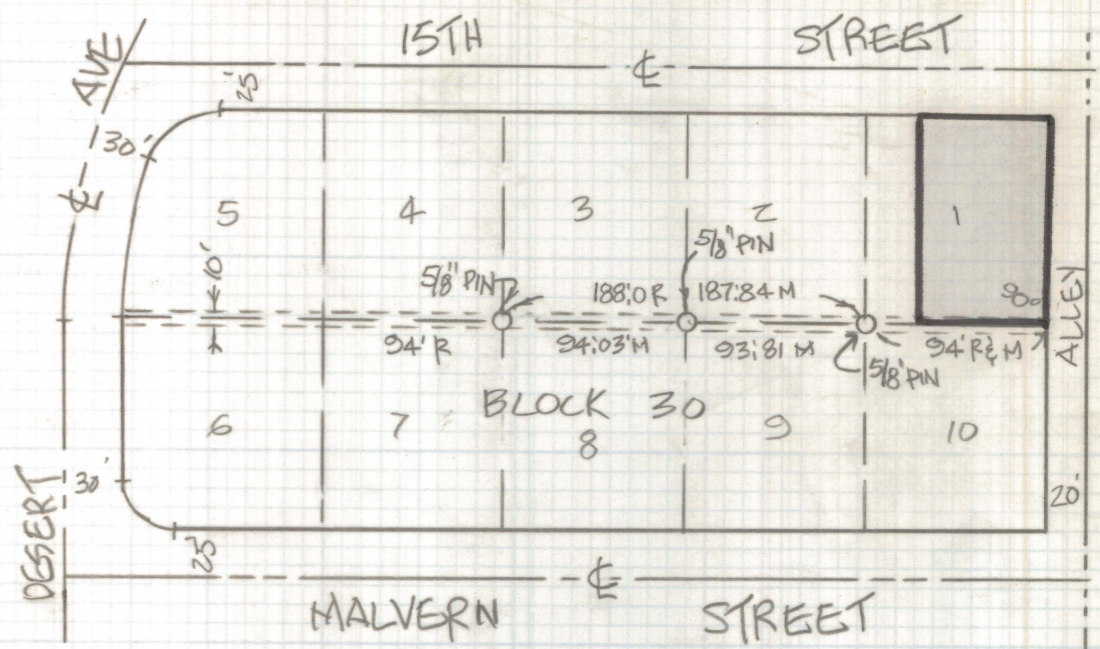 15TH STREET
℄
AVE
25'
30'
℄
5 4 3 2 1
10'
5/8" PIN
5/8" PIN
188.0 R 187.84 M
94' R 94.03' M 93.81 M 94' R & M
5/8" PIN
ALLEY
BLOCK 30
6 7 8 9 10
30'
20'
25'
DESERT
℄
MALVERN STREET